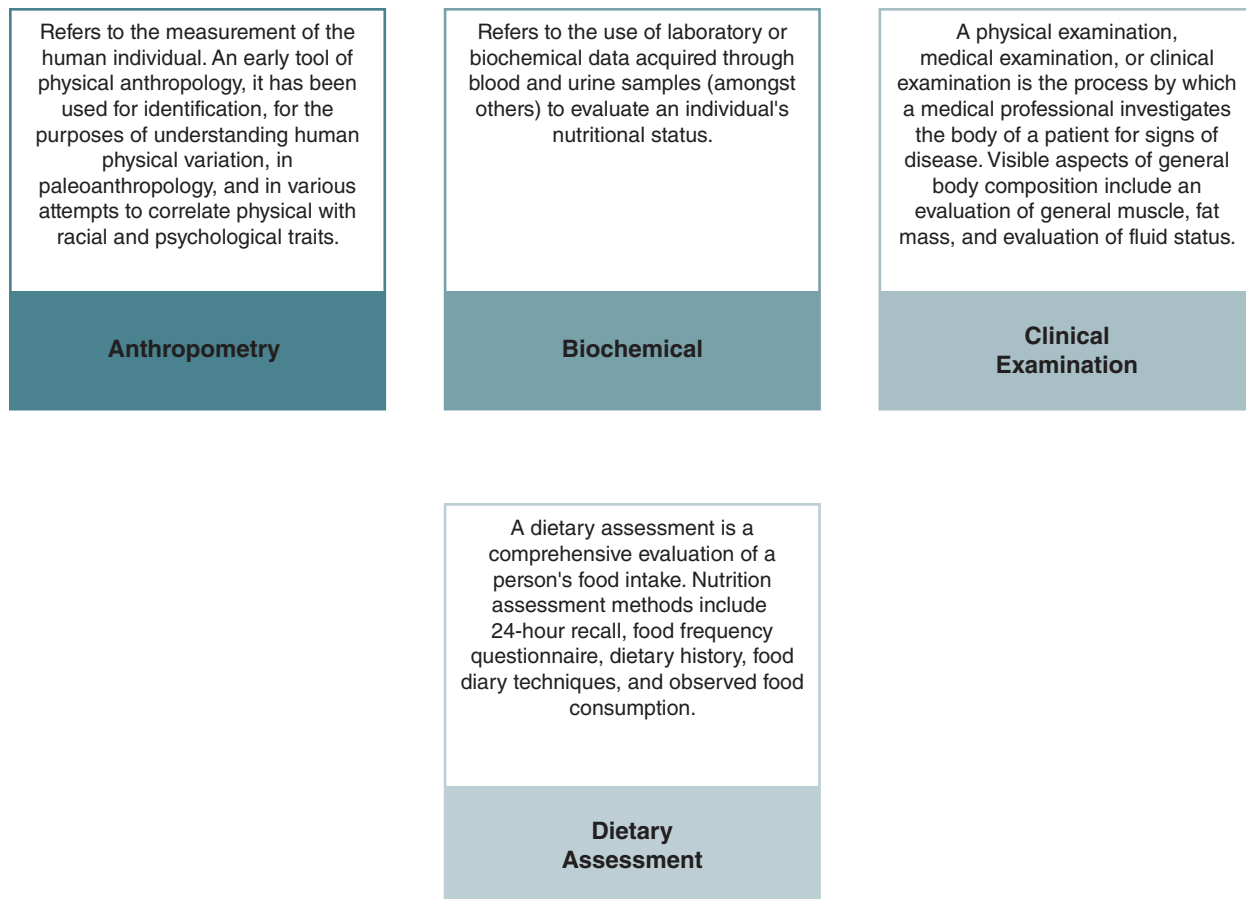 Refers to the measurement of the
human individual. An early tool of
physical anthropology, it has been
used for identification, for the
purposes of understanding human
physical variation, in
paleoanthropology, and in various
attempts to correlate physical with
racial and psychological traits.
Anthropometry
Refers to the use of laboratory or
biochemical data acquired through
blood and urine samples (amongst
others) to evaluate an individual's
nutritional status.
Biochemical
A physical examination,
medical examination, or clinical
examination is the process by which
a medical professional investigates
the body of a patient for signs of
disease. Visible aspects of general
body composition include an
evaluation of general muscle, fat
mass, and evaluation of fluid status.
Clinical
Examination
A dietary assessment is a
comprehensive evaluation of a
person's food intake. Nutrition
assessment methods include
24-hour recall, food frequency
questionnaire, dietary history, food
diary techniques, and observed food
consumption.
Dietary
Assessment